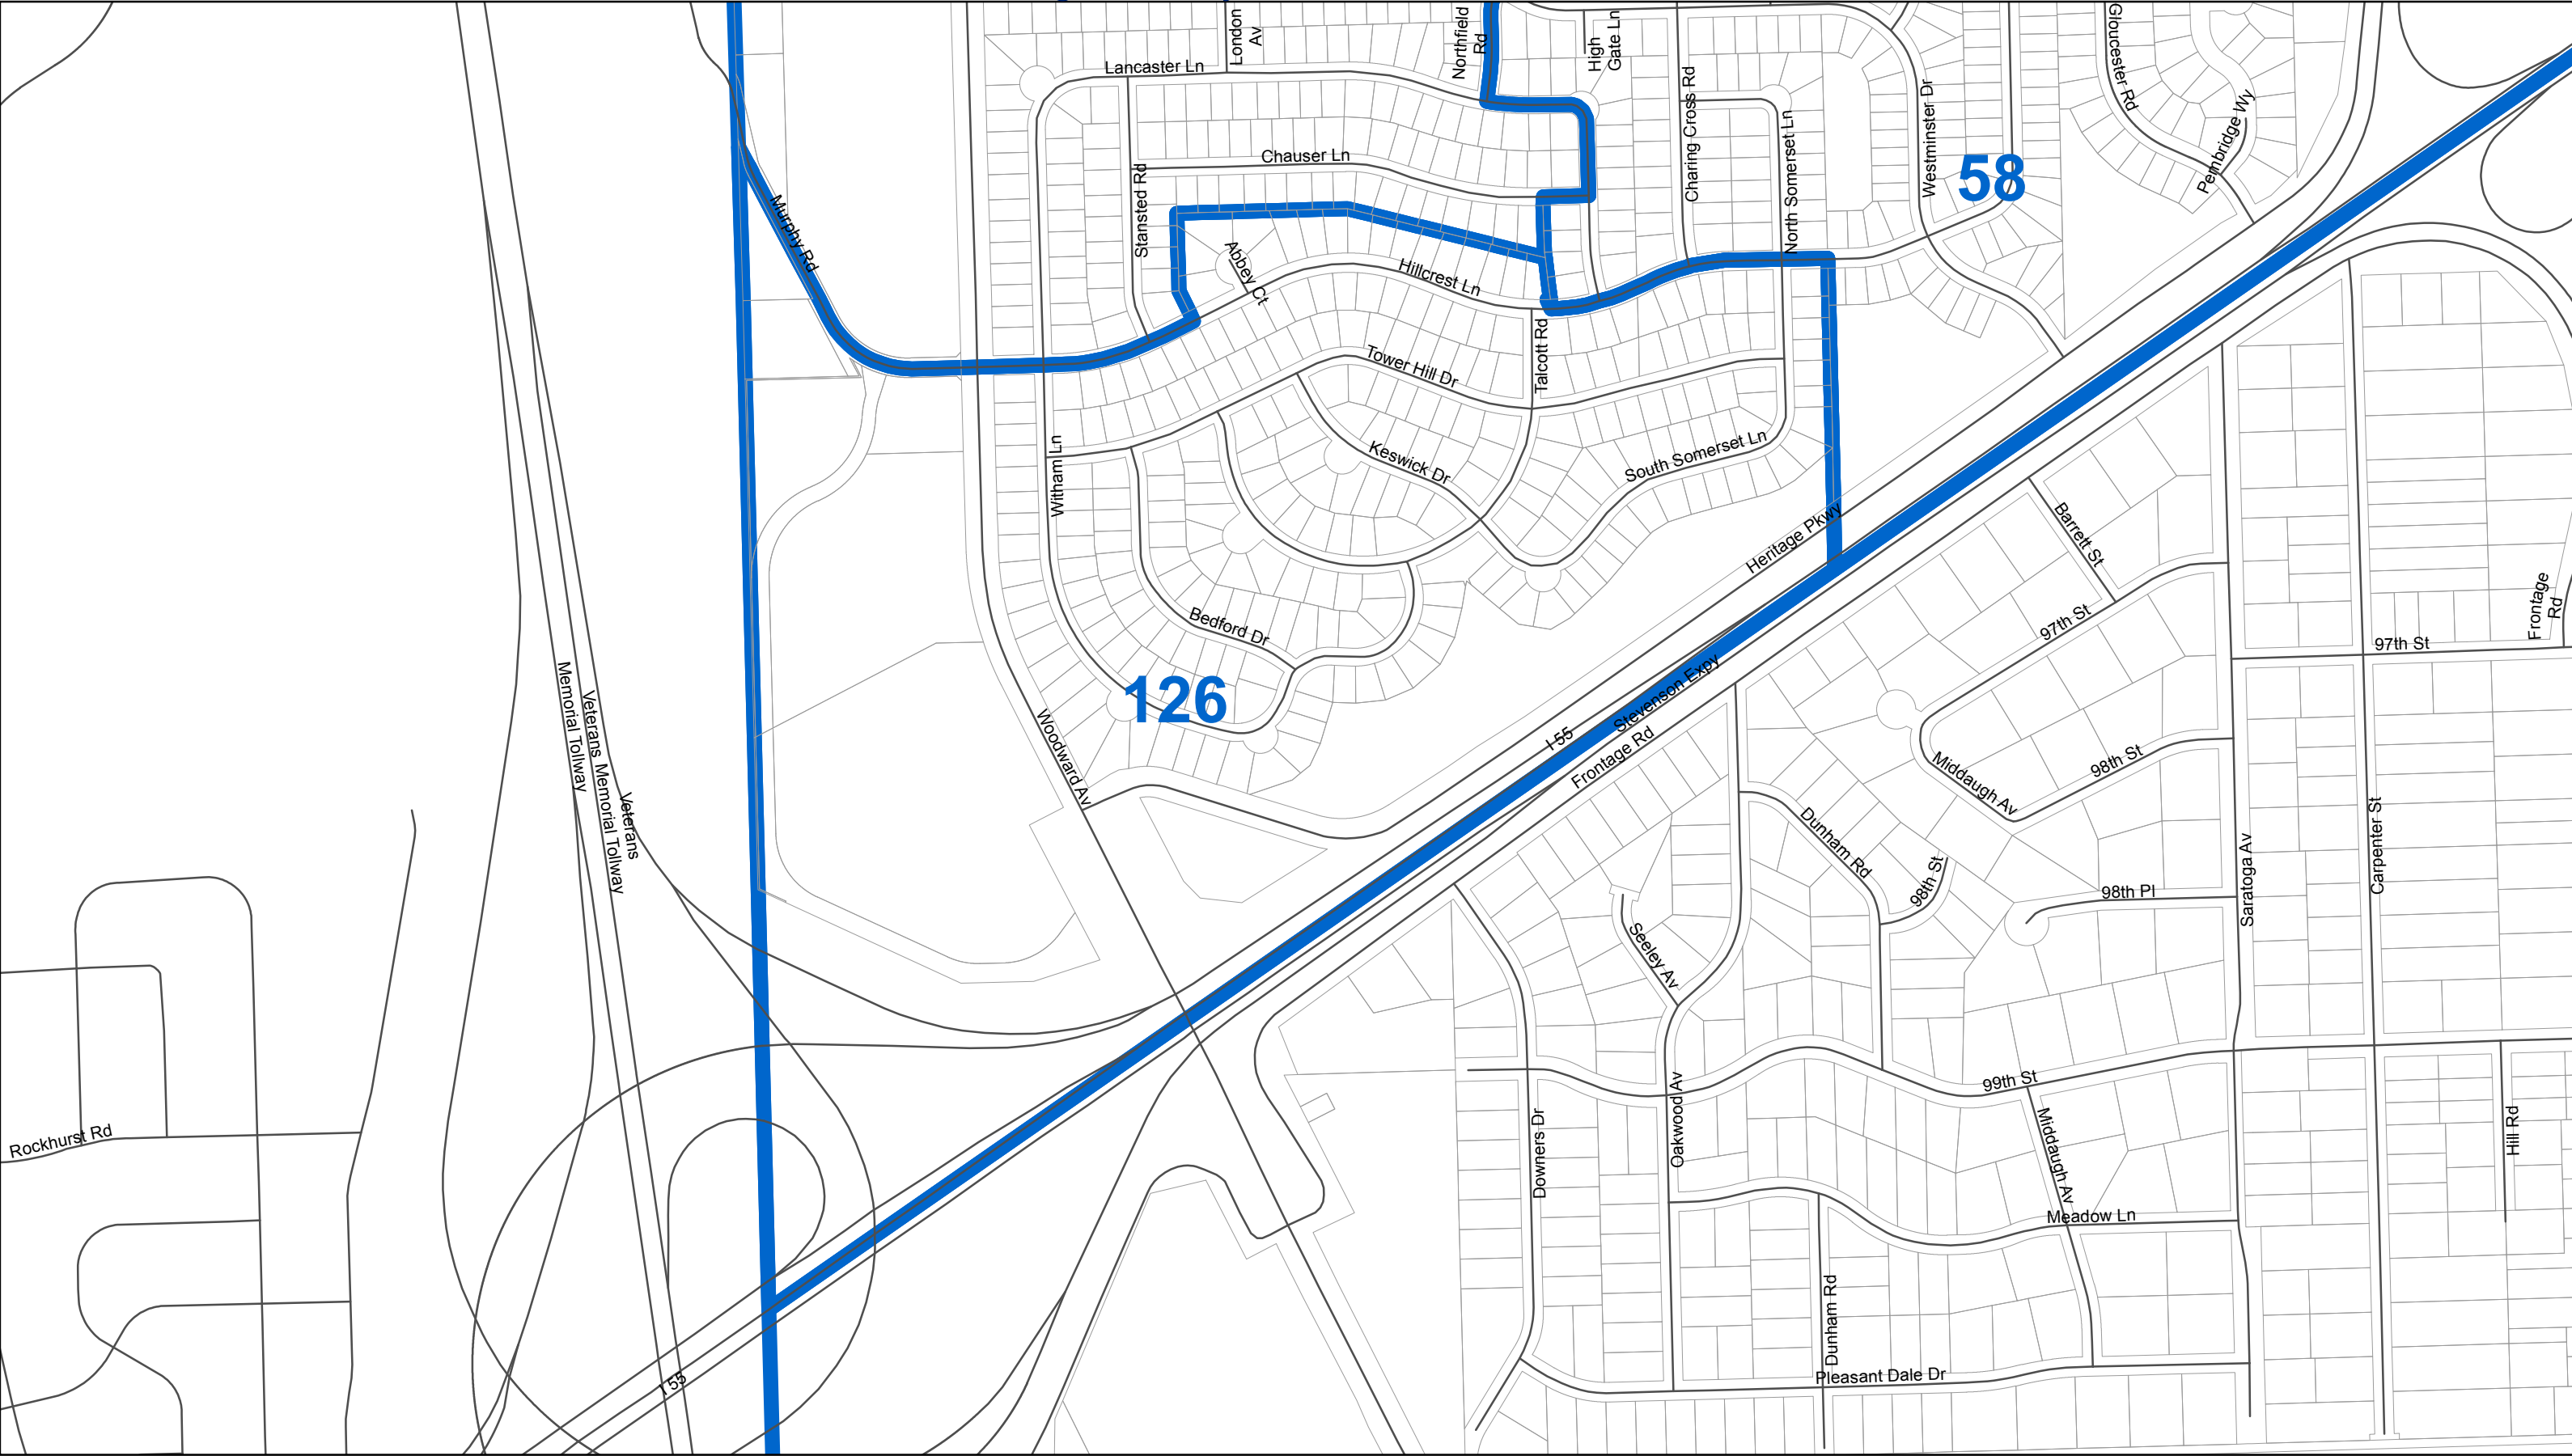 London
Av
Northfield
Rd
High
Gate Ln
Gloucester Rd
Lancaster Ln
Charing Cross Rd
Westminster Dr
Pembridge Wy
North Somerset Ln
Chauser Ln
58
Stansted Rd
Murphy Rd
Abbey Ct
Hillcrest Ln
Talcott Rd
Tower Hill Dr
Keswick Dr
South Somerset Ln
Witham Ln
Heritage Pkwy
Barrett St
Frontage
Rd
97th St
97th St
Bedford Dr
126
Veterans
Memorial Tollway
Veterans
Memorial Tollway
Woodward Av
I 55
Stevenson Expy
Frontage Rd
Middaugh Av
98th St
Dunham Rd
98th St
98th Pl
Saratoga Av
Carpenter St
Seeley Av
99th St
Rockhurst Rd
Downers Dr
Oakwood Av
Middaugh Av
Hill Rd
Meadow Ln
Dunham Rd
Pleasant Dale Dr
I 55